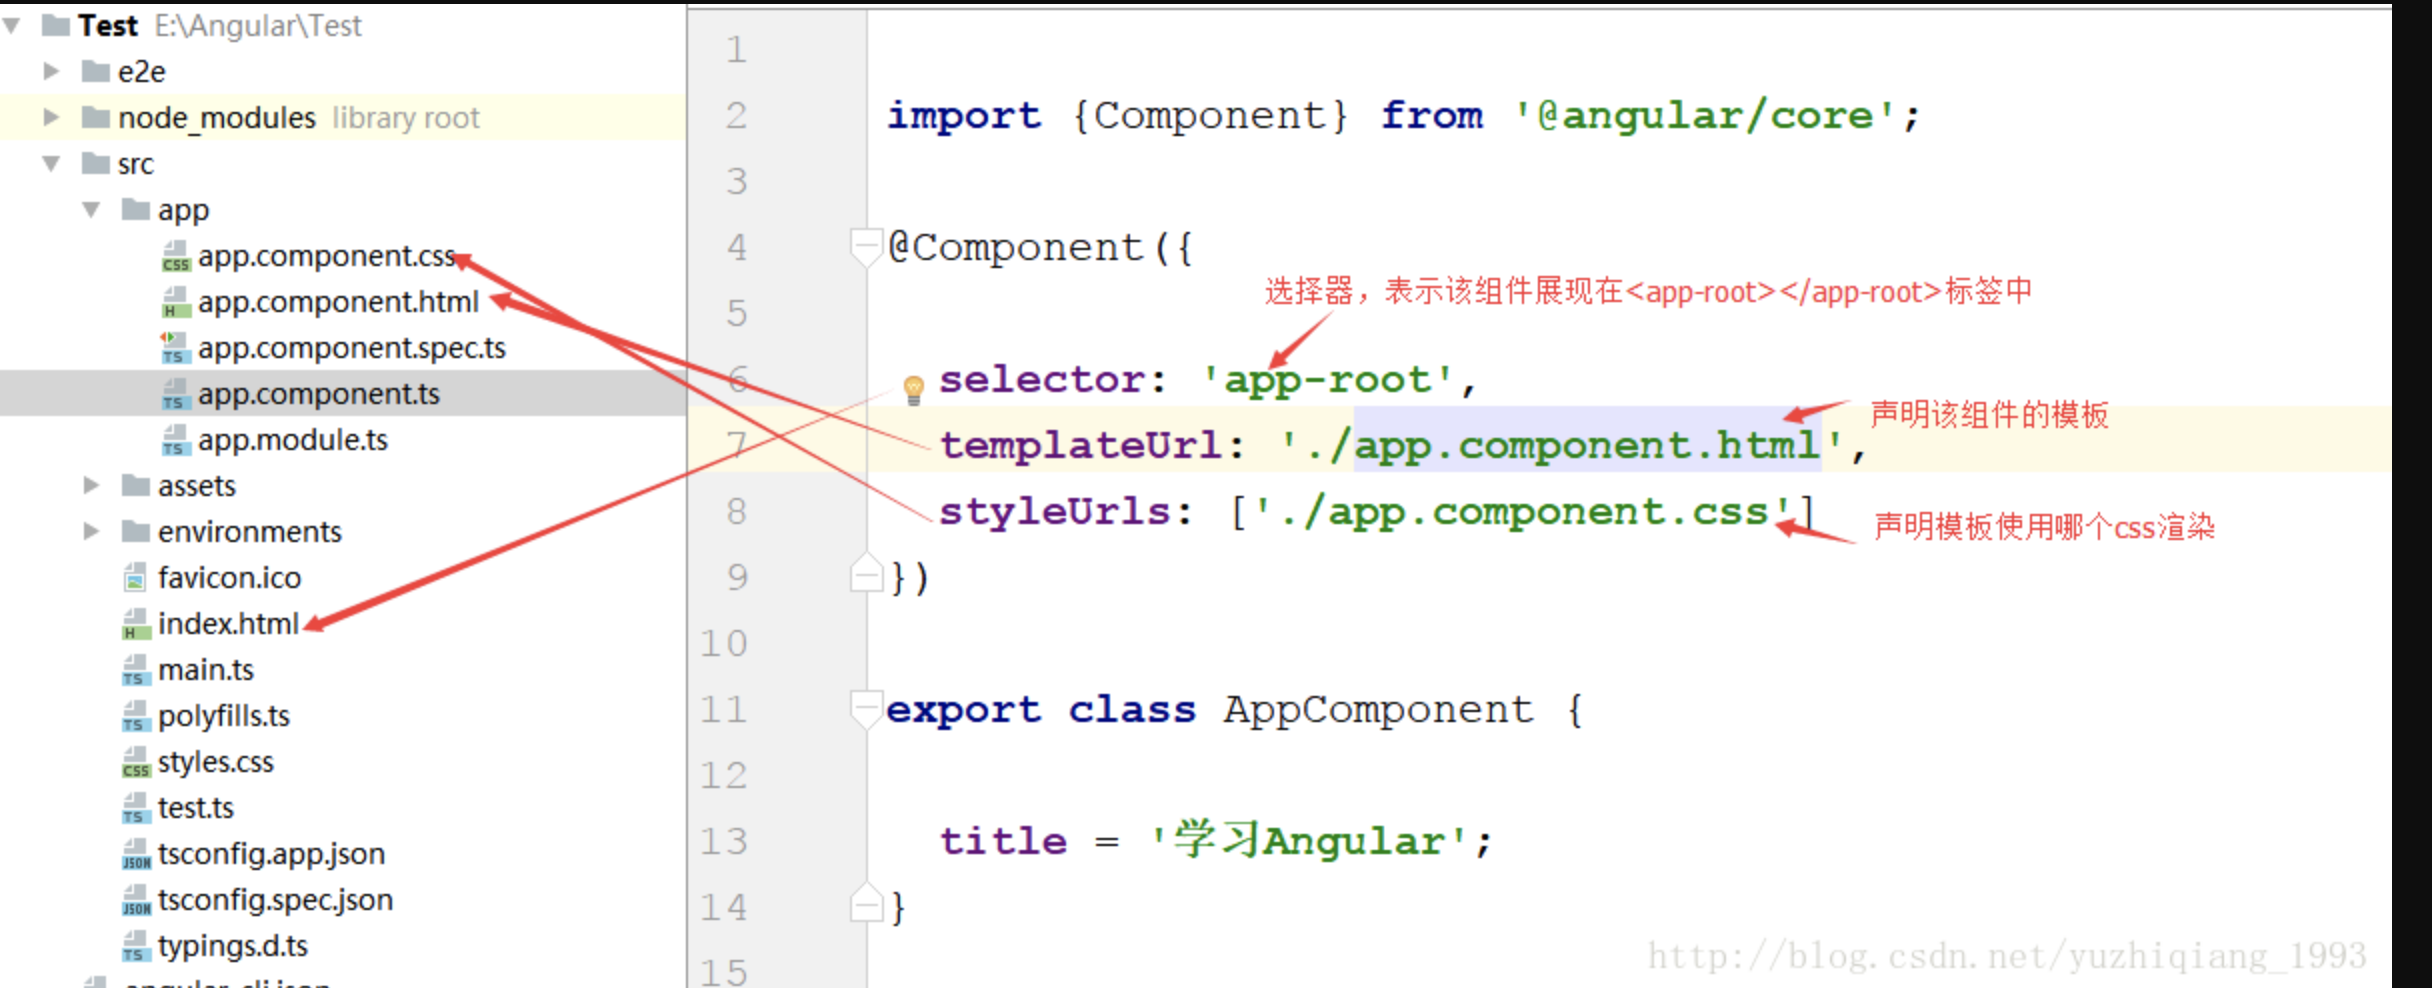 Test E:\Angular\Test
e2e
node_modules library root
src
app
app.component.css
app.component.html
app.component.spec.ts
app.component.ts
app.module.ts
assets
environments
favicon.ico
index.html
main.ts
polyfills.ts
styles.css
test.ts
tsconfig.app.json
tsconfig.spec.json
typings.d.ts
1
2 import {Component} from '@angular/core';
3
4 @Component({
选择器，表示该组件展现在<app-root></app-root>标签中
5
6 selector: 'app-root',
声明该组件的模板
7 templateUrl: './app.component.html',
8 styleUrls: ['./app.component.css']
声明模板使用哪个css渲染
9 })
10
11 export class AppComponent {
12
13 title = '学习Angular';
14 }
15
http://blog.csdn.net/yuzhiqiang_1993